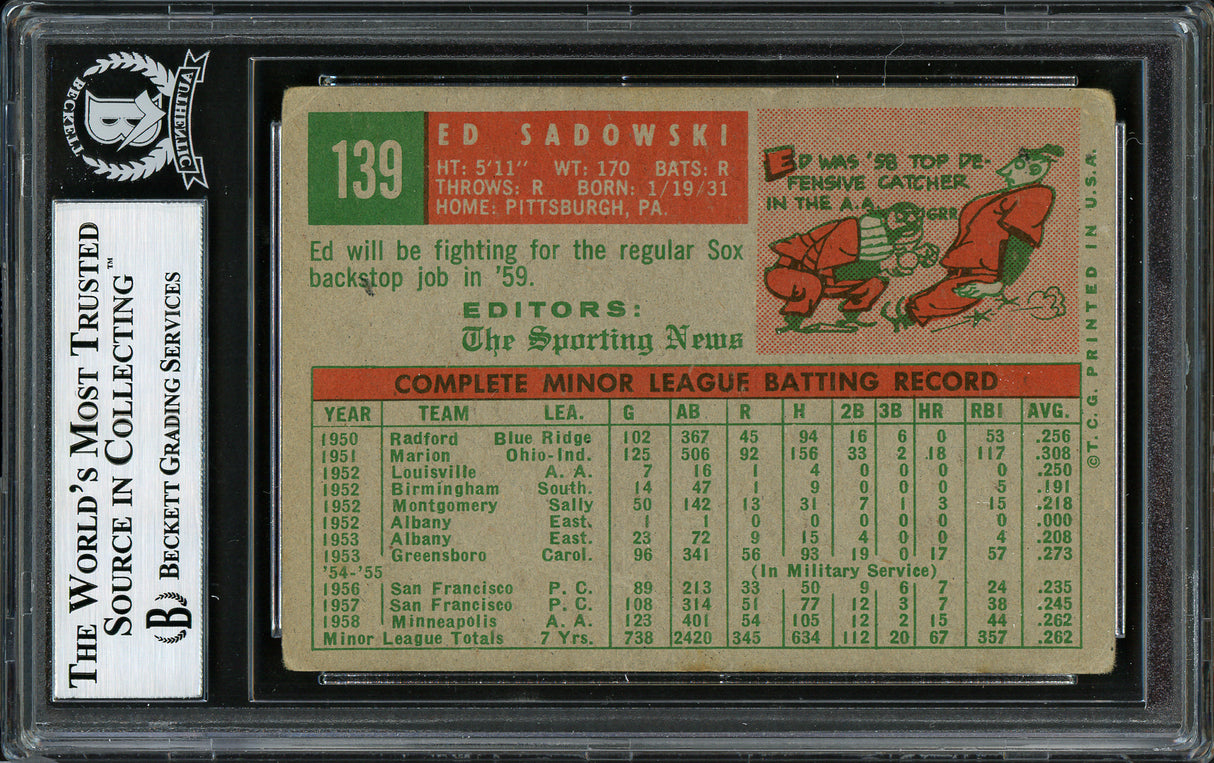 BECKETT AUTHENTIC
B
THE WORLD'S MOST TRUSTED
SOURCE IN COLLECTING™
B BECKETT GRADING SERVICES
139
ED SADOWSKI
HT: 5'11" WT: 170 BATS: R
THROWS: R BORN: 1/19/31
HOME: PITTSBURGH, PA.
Ed will be fighting for the regular Sox
backstop job in '59.
EDITORS:
The Sporting News
ED WAS '58 TOP DE-
FENSIVE CATCHER
IN THE A.A.
GRR
COMPLETE MINOR LEAGUE BATTING RECORD
YEAR TEAM LEA. G AB R H 2B 3B HR RBI AVG.
1950 Radford Blue Ridge 102 367 45 94 16 6 0 53 .256
1951 Marion Ohio-Ind. 125 506 92 156 33 2 18 117 .308
1952 Louisville A. A. 7 16 1 4 0 0 0 0 .250
1952 Birmingham South. 14 47 1 9 0 0 0 5 .191
1952 Montgomery Sally 50 142 13 31 7 1 3 15 .218
1952 Albany East. 1 1 0 0 0 0 0 0 .000
1953 Albany East. 23 72 9 15 4 0 0 4 .208
1953 Greensboro Carol. 96 341 56 93 19 0 17 57 .273
'54-'55 (In Military Service)
1956 San Francisco P. C. 89 213 33 50 9 6 7 24 .235
1957 San Francisco P. C. 108 314 51 77 12 3 7 38 .245
1958 Minneapolis A. A. 123 401 54 105 12 2 15 44 .262
Minor League Totals 7 Yrs. 738 2420 345 634 112 20 67 357 .262
©T.C.G. PRINTED IN U.S.A.